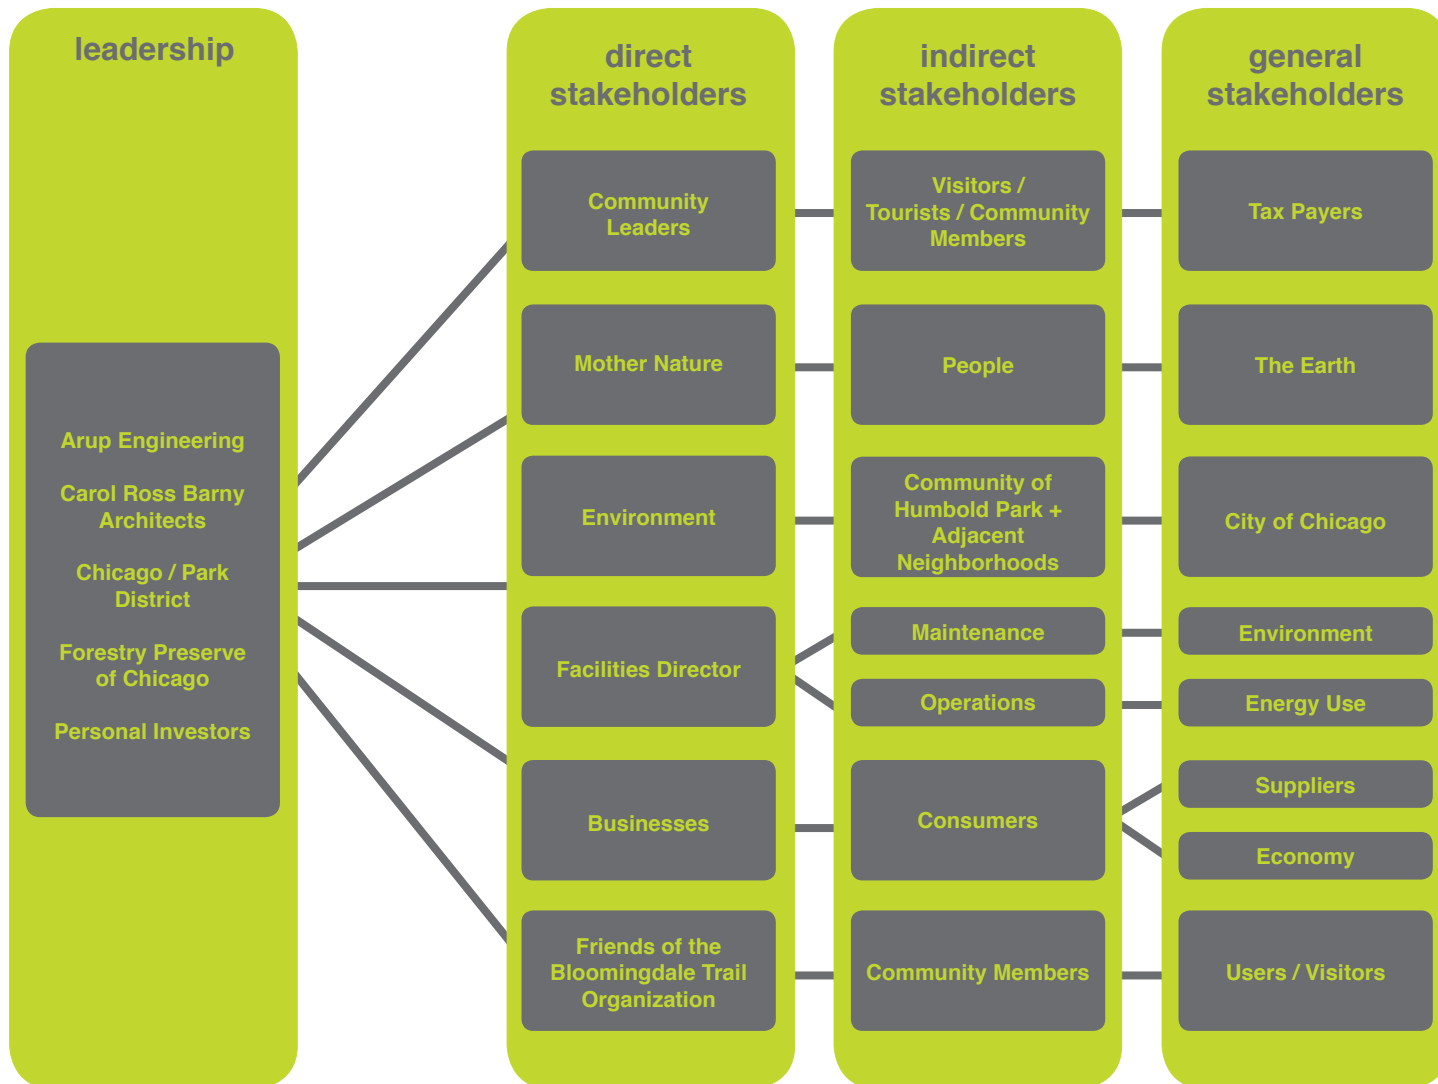 leadership
Arup Engineering
Carol Ross Barny
Architects
Chicago / Park
District
Forestry Preserve
of Chicago
Personal Investors
direct
stakeholders
Community
Leaders
Mother Nature
Environment
Facilities Director
Businesses
Friends of the
Bloomingdale Trail
Organization
indirect
stakeholders
Visitors /
Tourists / Community
Members
People
Community of
Humbold Park +
Adjacent
Neighborhoods
Maintenance
Operations
Consumers
Community Members
general
stakeholders
Tax Payers
The Earth
City of Chicago
Environment
Energy Use
Suppliers
Economy
Users / Visitors